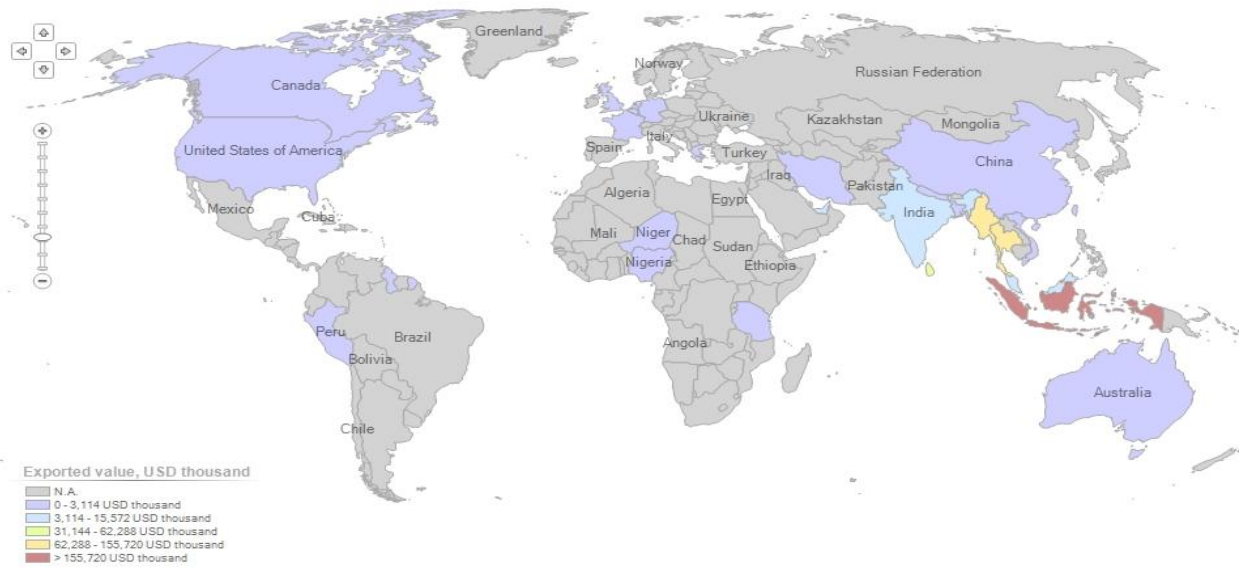 Greenland
Norway
Russian Federation
Canada
Ukraine
Kazakhstan
Mongolia
United States of America
Spain
Italy
Turkey
China
Iraq
Pakistan
Mexico
Cuba
Algeria
Egypt
India
Mali
Niger
Chad
Sudan
Nigeria
Ethiopia
Peru
Brazil
Bolivia
Angola
Australia
Chile
Exported value, USD thousand
N.A.
0 - 3,114 USD thousand
3,114 - 15,572 USD thousand
31,144 - 62,288 USD thousand
62,288 - 155,720 USD thousand
> 155,720 USD thousand